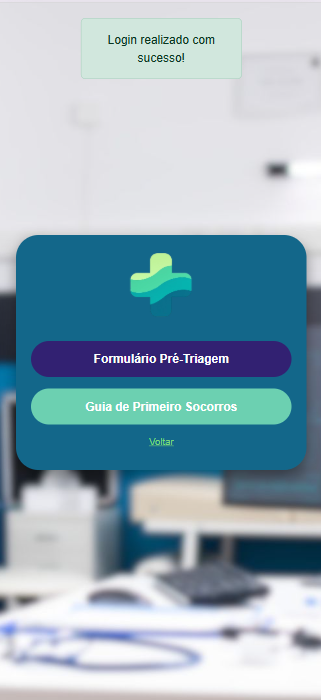 Login realizado com
sucesso!
Formulário Pré-Triagem
Guia de Primeiro Socorros
Voltar